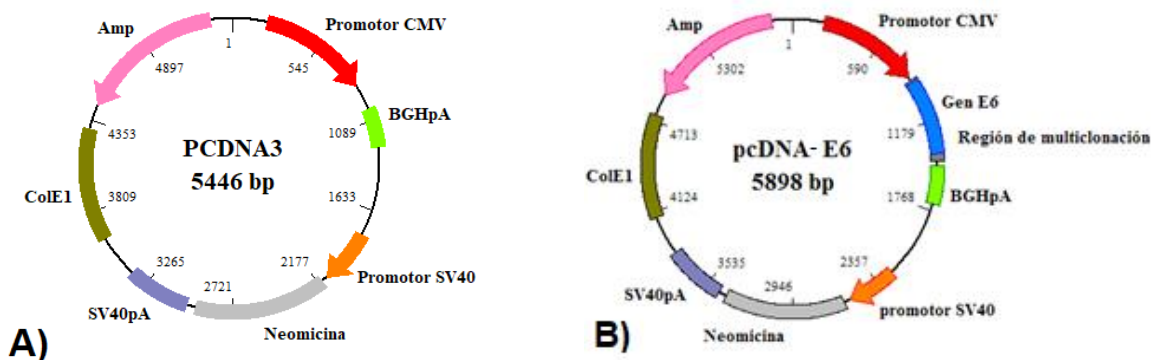 Amp
1
Promotor CMV
4897
545
BGHpA
4353
1089
PCDNA3
5446 bp
ColE1
3809
1633
3265
2177
Promotor SV40
2721
SV40pA
Neomicina
A)
Amp
1
Promotor CMV
5302
590
Gen E6
4713
1179
Región de multiclonación
pcDNA- E6
5898 bp
ColE1
BGHpA
4124
1768
3535
2357
2946
SV40pA
promotor SV40
Neomicina
B)